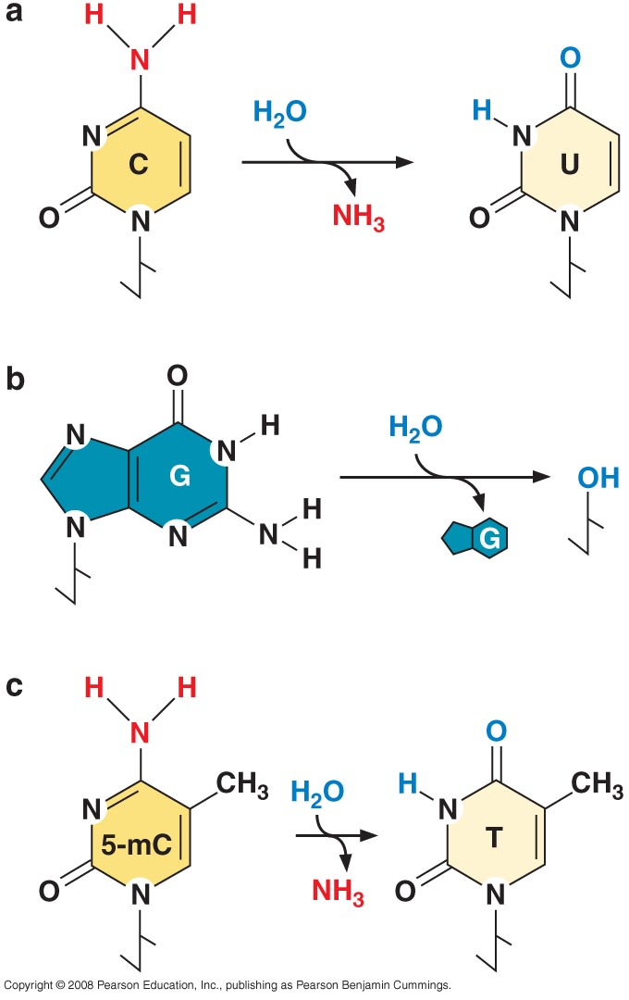 a
H H
N
N
C
O
N
H₂O
NH₃
O
H
N
U
O
N
b
O
N
H
N
G
H
N
N
N
H
H₂O
G
OH
c
H H
N
CH₃
N
5-mC
O
N
H₂O
NH₃
O
H
CH₃
N
T
O
N
Copyright © 2008 Pearson Education, Inc., publishing as Pearson Benjamin Cummings.